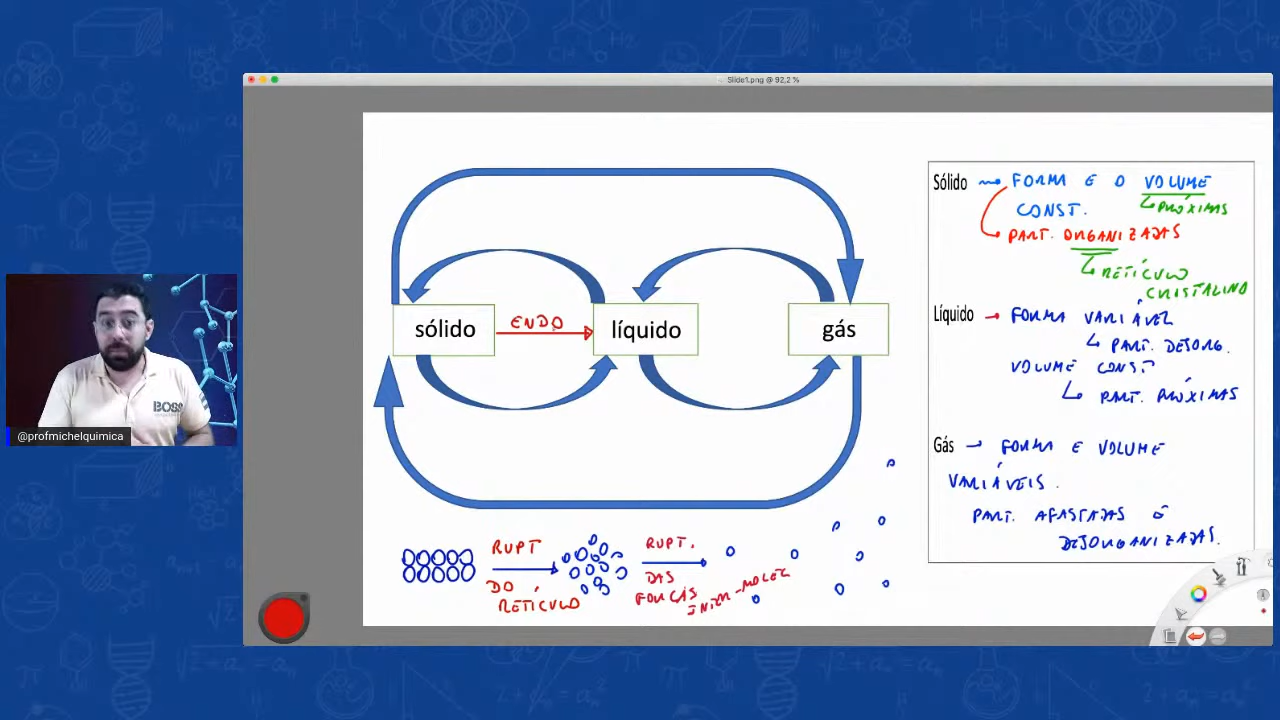 Slide1.png @ 92,2 %
sólido
ENDO
líquido
gás
RUPT
DO
RETÍCULO
RUPT.
DAS
FORÇAS
INTER-MOLEC
Sólido → FORMA E O VOLUME
CONST. ↳ PRÓXIMAS
PART. ORGANIZADAS
↳ RETÍCULO
CRISTALINO
Líquido → FORMA VARIÁVEL
↳ PART. DESORG.
VOLUME CONST
↳ PART. PRÓXIMAS
Gás → FORMA E VOLUME
VARIÁVEIS.
PART. AFASTADAS E
DESORGANIZADAS.
BOSS
@profmichelquimica